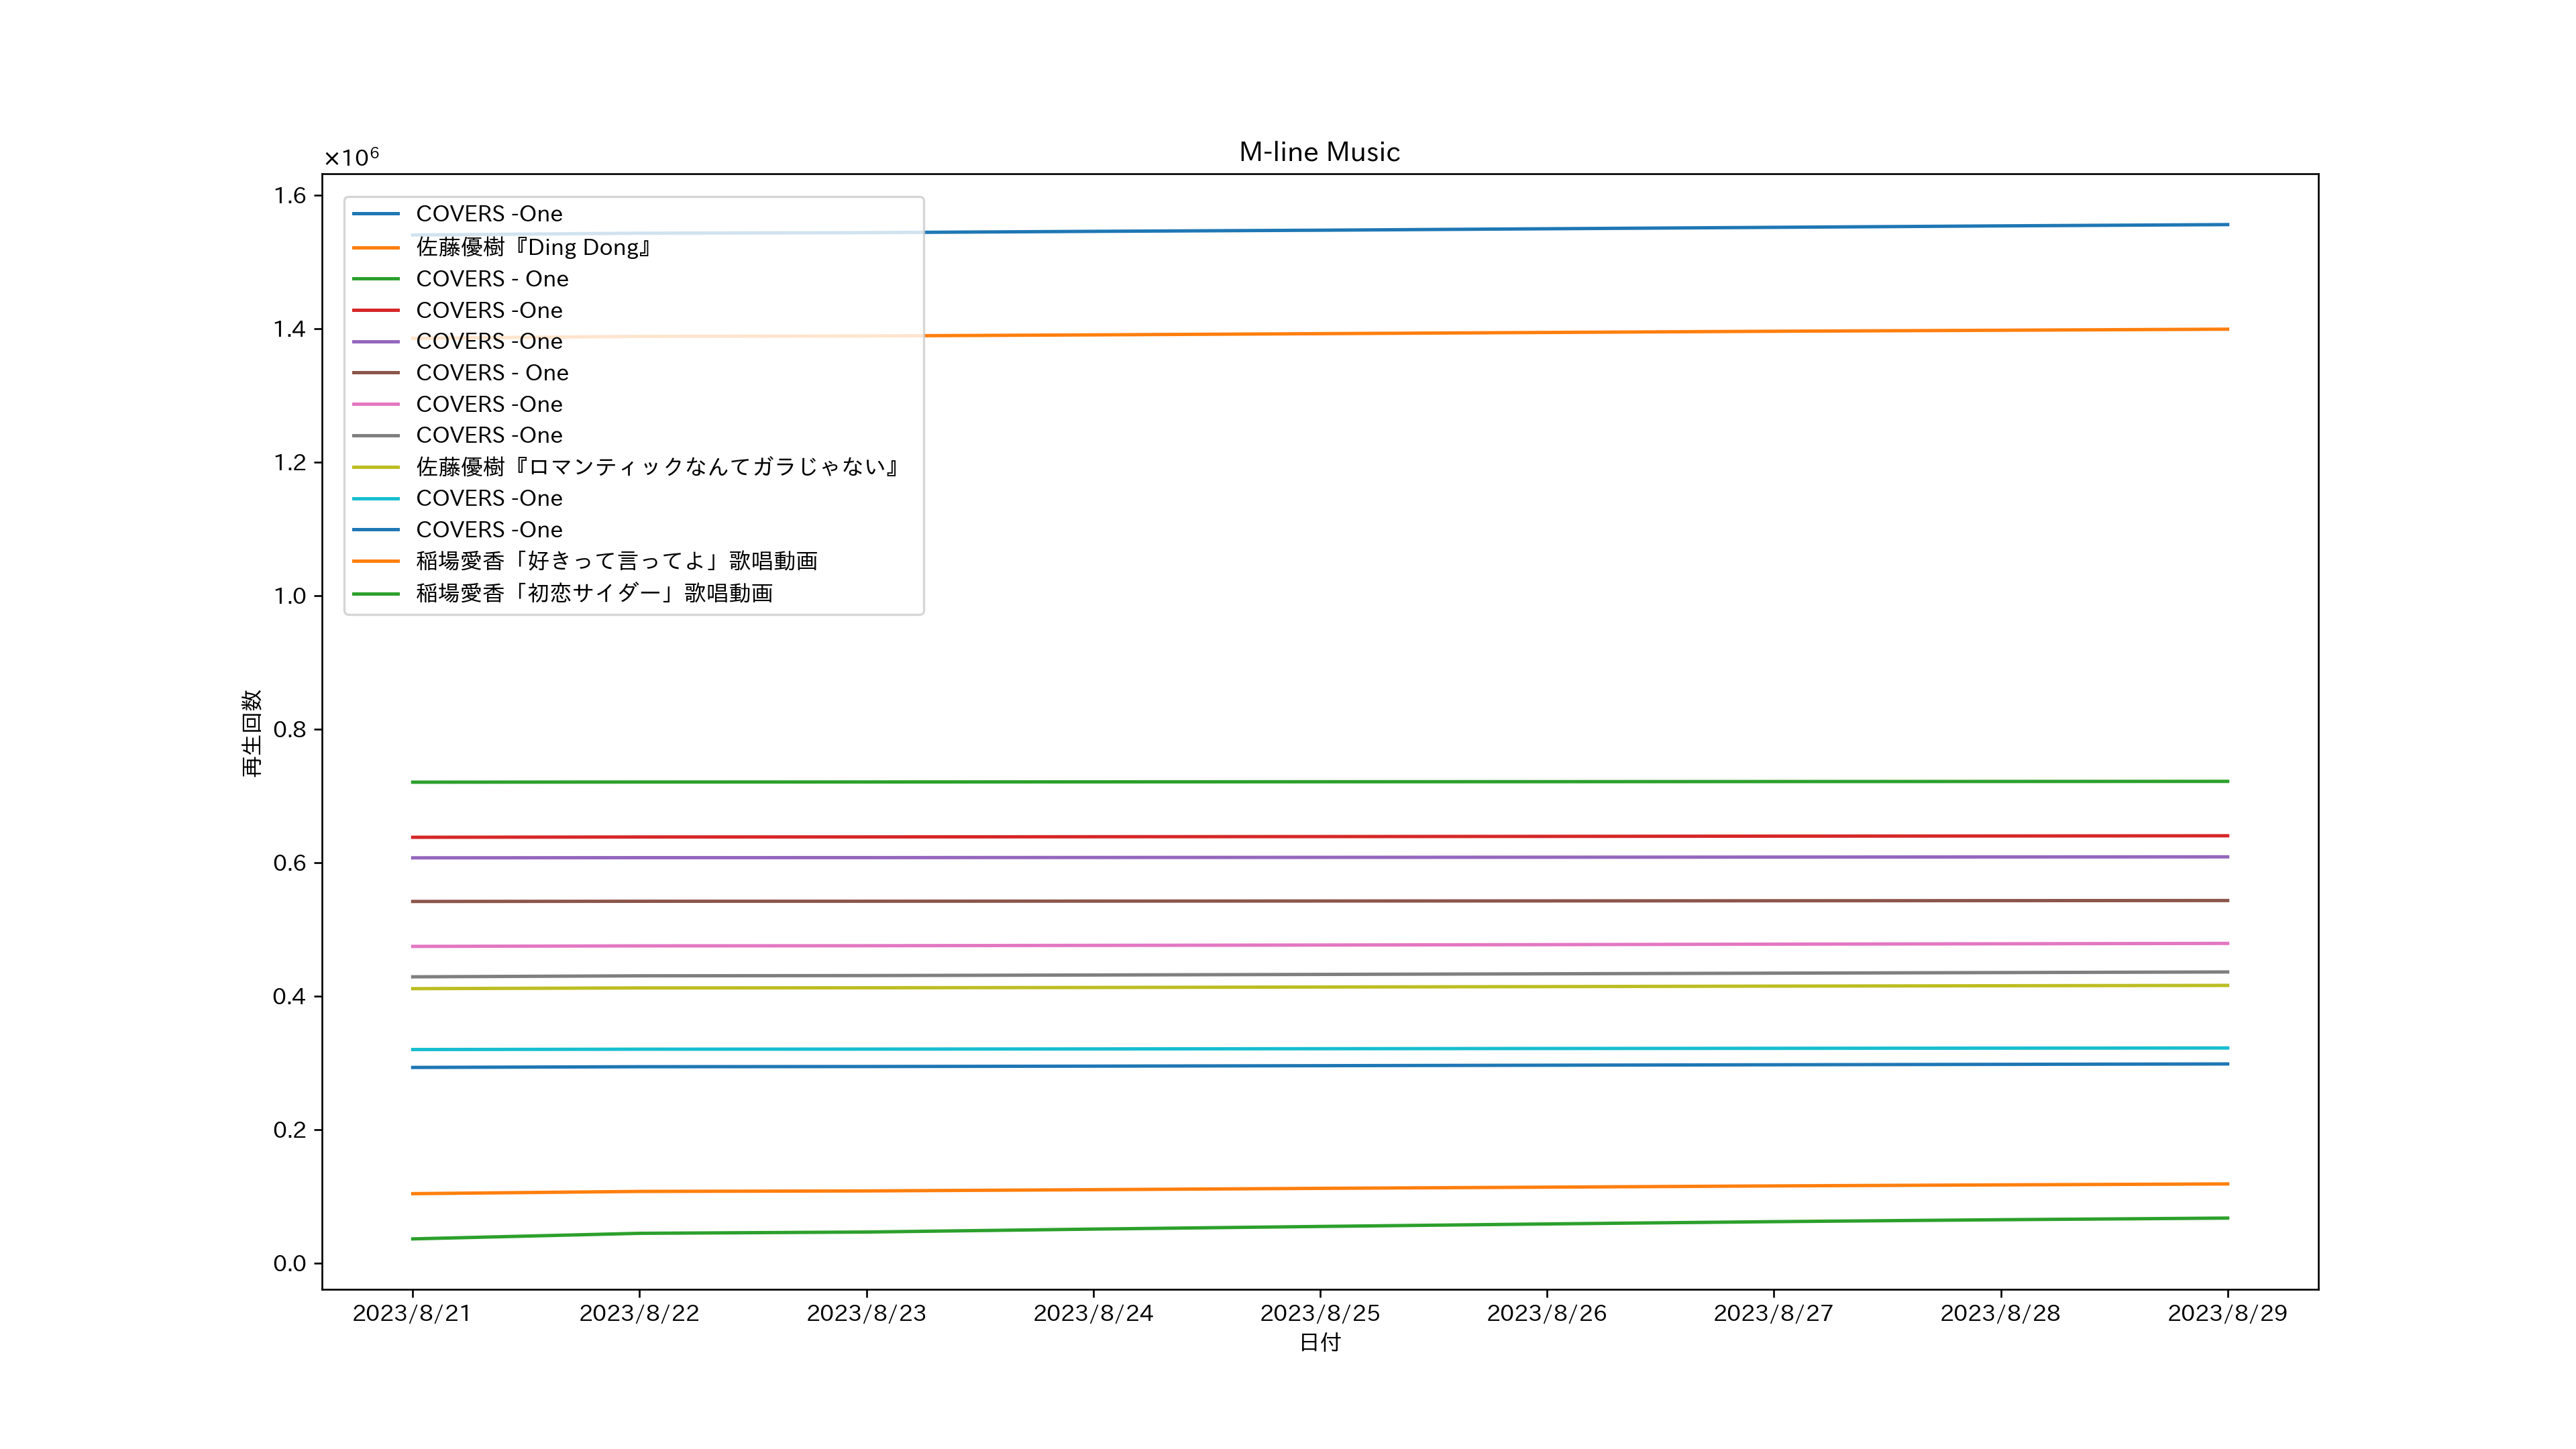 M-line Music
×10⁶
1.6
1.4
1.2
1.0
0.8
0.6
0.4
0.2
0.0
再生回数
COVERS -One
佐藤優樹『Ding Dong』
COVERS - One
COVERS -One
COVERS -One
COVERS - One
COVERS -One
COVERS -One
佐藤優樹『ロマンティックなんてガラじゃない』
COVERS -One
COVERS -One
稲場愛香「好きって言ってよ」歌唱動画
稲場愛香「初恋サイダー」歌唱動画
2023/8/21 2023/8/22 2023/8/23 2023/8/24 2023/8/25 2023/8/26 2023/8/27 2023/8/28 2023/8/29
日付